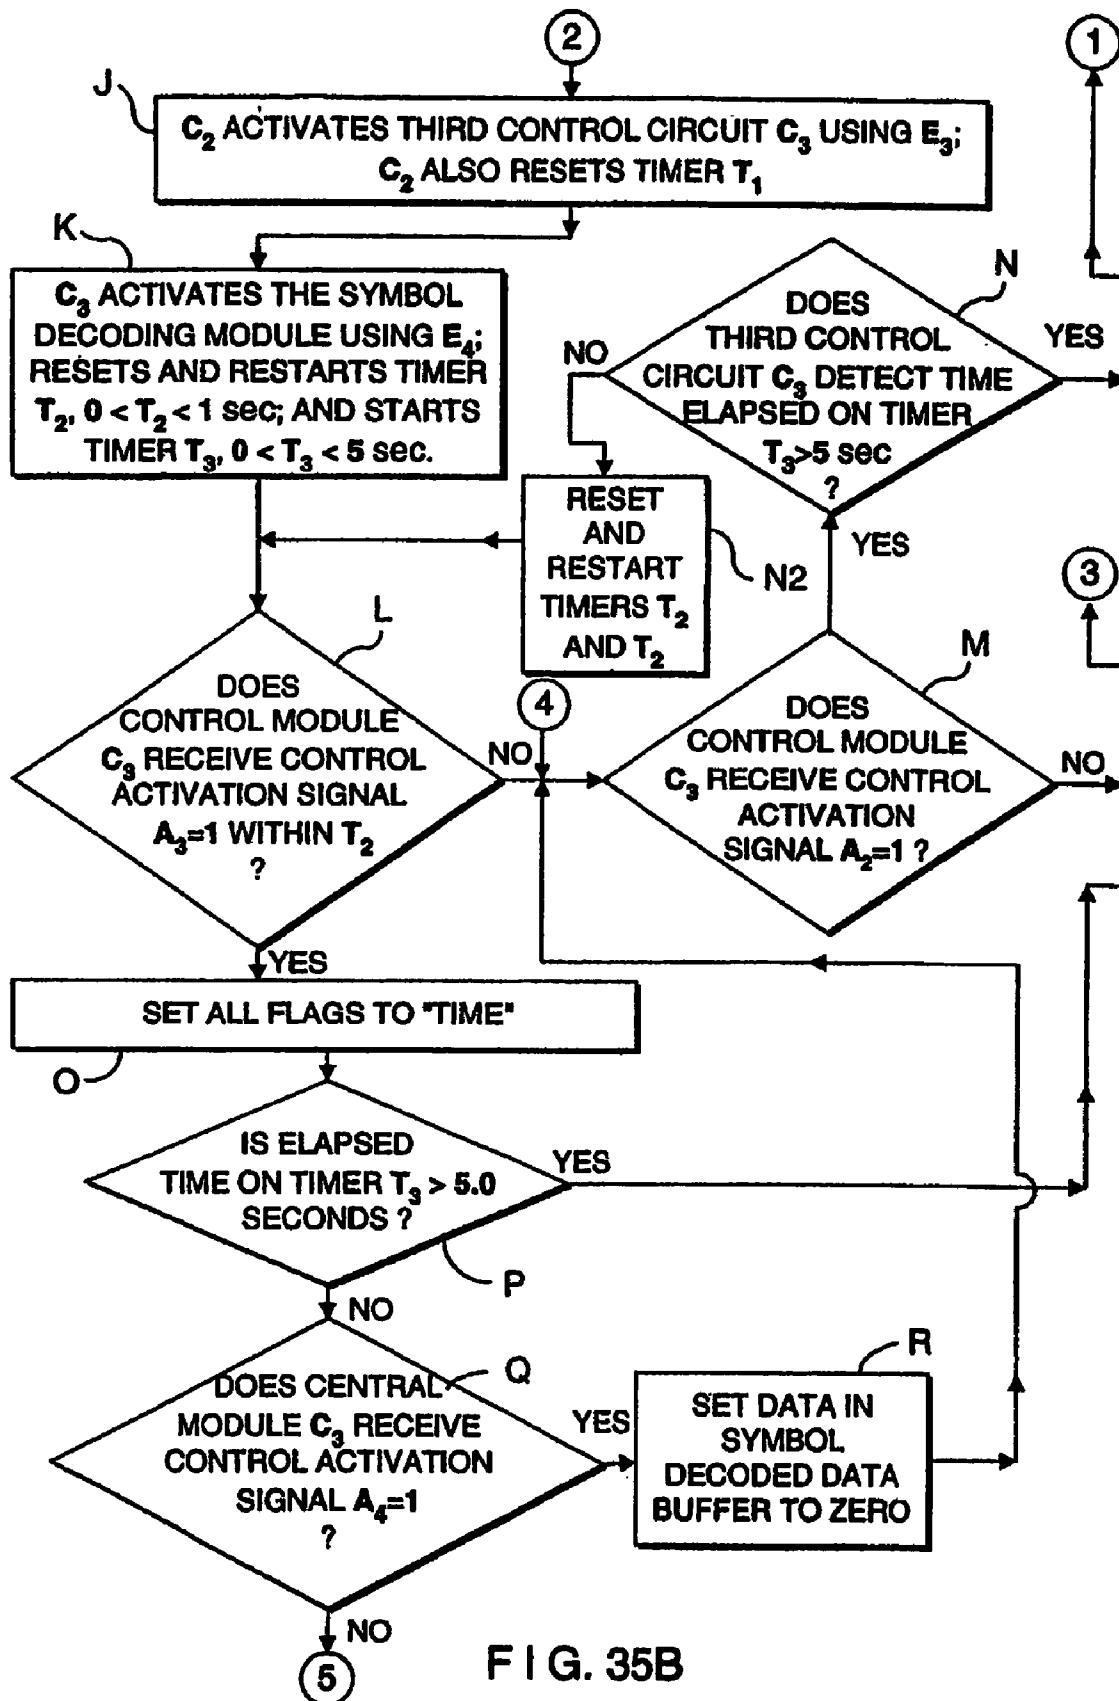 2
1
J
C₂ ACTIVATES THIRD CONTROL CIRCUIT C₃ USING E₃;
C₂ ALSO RESETS TIMER T₁
K
C₃ ACTIVATES THE SYMBOL
DECODING MODULE USING E₄;
RESETS AND RESTARTS TIMER
T₂, 0 < T₂ < 1 sec; AND STARTS
TIMER T₃, 0 < T₃ < 5 sec.
N
DOES
THIRD CONTROL
CIRCUIT C₃ DETECT TIME
ELAPSED ON TIMER
T₃>5 sec
?
NO
YES
RESET
AND
RESTART
TIMERS T₂
AND T₂
N2
YES
3
L
DOES
CONTROL MODULE
C₃ RECEIVE CONTROL
ACTIVATION SIGNAL
A₃=1 WITHIN T₂
?
NO
4
M
DOES
CONTROL MODULE
C₃ RECEIVE CONTROL
ACTIVATION
SIGNAL A₂=1 ?
NO
YES
SET ALL FLAGS TO "TIME"
O
IS ELAPSED
TIME ON TIMER T₃ > 5.0
SECONDS ?
YES
P
NO
Q
DOES CENTRAL
MODULE C₃ RECEIVE
CONTROL ACTIVATION
SIGNAL A₄=1
?
YES
R
SET DATA IN
SYMBOL
DECODED DATA
BUFFER TO ZERO
NO
5
FIG. 35B